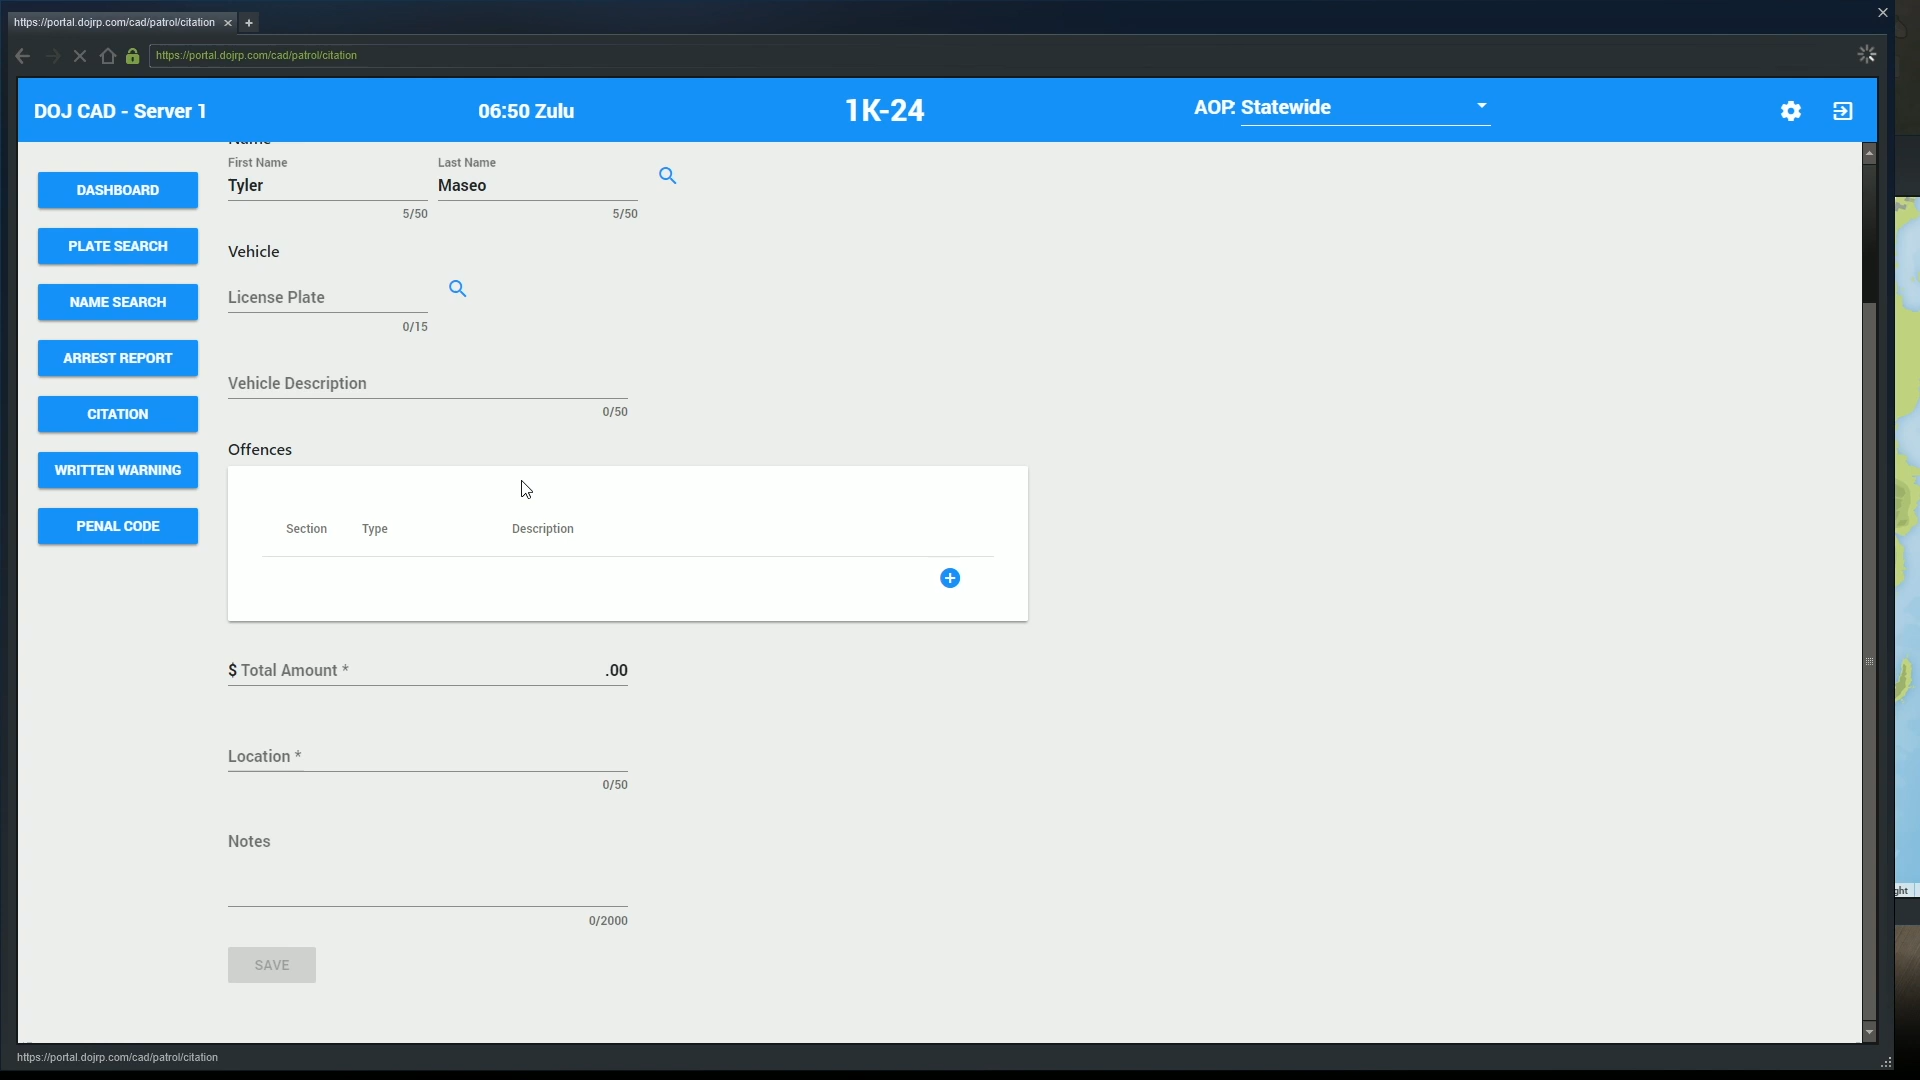 https://portal.dojrp.com/cad/patrol/citation
https://portal.dojrp.com/cad/patrol/citation
DOJ CAD - Server 1
06:50 Zulu
1K-24
AOP: Statewide
Name
First Name
Last Name
Tyler
Maseo
5/50
5/50
DASHBOARD
PLATE SEARCH
NAME SEARCH
ARREST REPORT
CITATION
WRITTEN WARNING
PENAL CODE
Vehicle
License Plate
0/15
Vehicle Description
0/50
Offences
Section
Type
Description
$ Total Amount *
.00
Location *
0/50
Notes
0/2000
SAVE
https://portal.dojrp.com/cad/patrol/citation